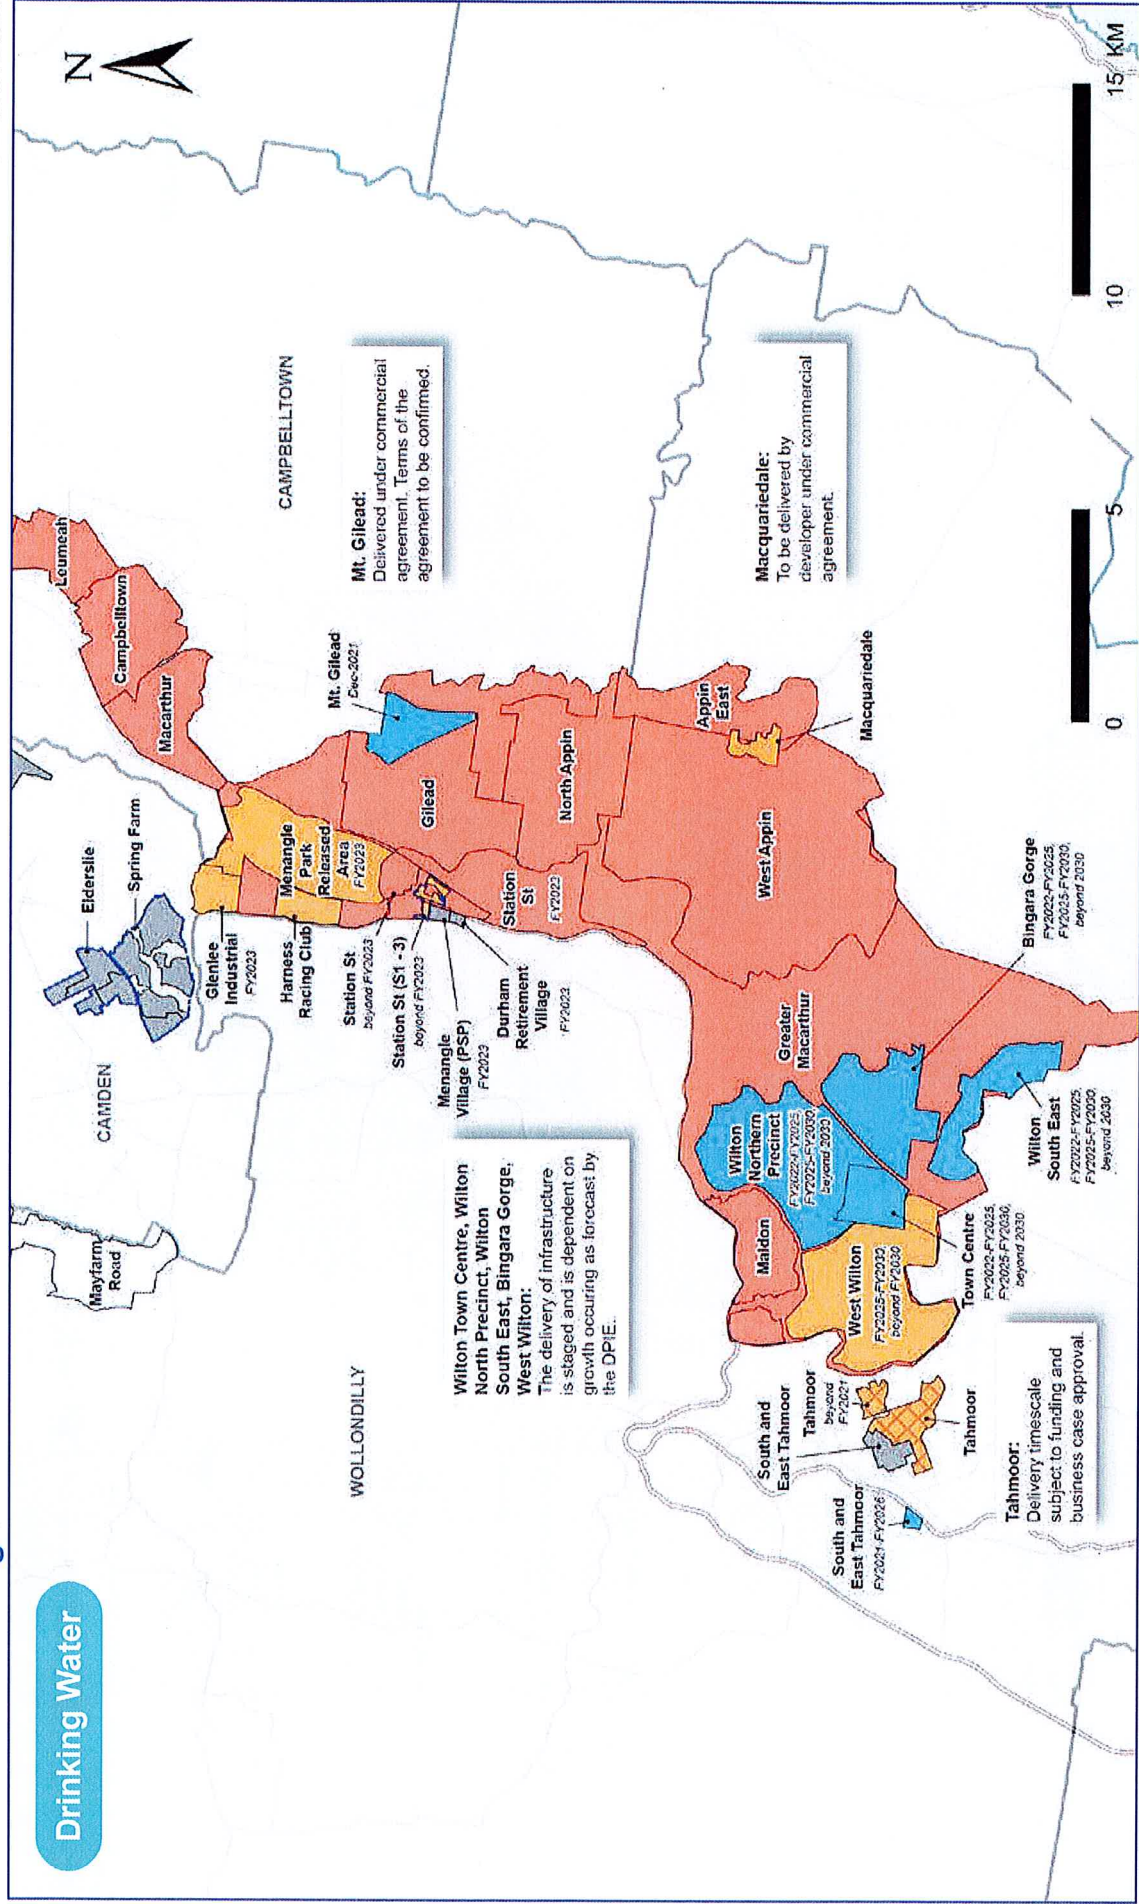 Drinking Water
N
CAMDEN
CAMPBELLTOWN
WOLLONDILLY
Mayfarm
Road
Elderslie
Spring Farm
Leumeah
Campbelltown
Macarthur
Glenlee
Industrial
FY2023
Harness
Racing Club
Menangle
Park
Released
Area
FY2023
Station St
beyond FY2023
Station St (S1 -3)
beyond FY2023
Menangle
Village (PSP)
FY2023
Durham
Retirement
Village
FY2023
Mt. Gilead
Dec-2021
Mt. Gilead:
Delivered under commercial
agreement. Terms of the
agreement to be confirmed.
Gilead
Station
St
FY2023
North Appin
Appin
East
West Appin
Macquariedale
Macquariedale:
To be delivered by
developer under commercial
agreement.
Wilton Town Centre, Wilton
North Precinct, Wilton
South East, Bingara Gorge,
West Wilton:
The delivery of infrastructure
is staged and is dependent on
growth occuring as forecast by
the DPIE.
Greater
Macarthur
Wilton
Northern
Precinct
FY2022-FY2025,
FY2025-FY2030,
beyond 2030
Maldon
West Wilton
FY2025-FY2030,
beyond FY2030
Bingara Gorge
FY2022-FY2025,
FY2025-FY2030,
beyond 2030
Wilton
South East
FY2022-FY2025,
FY2025-FY2030,
beyond 2030
Town Centre
FY2022-FY2025,
FY2025-FY2030,
beyond 2030
South and
East Tahmoor
Tahmoor
beyond
FY2021
Tahmoor
South and
East Tahmoor
FY2021-FY2026
Tahmoor:
Delivery timescale
subject to funding and
business case approval.
0
5
10
15 KM